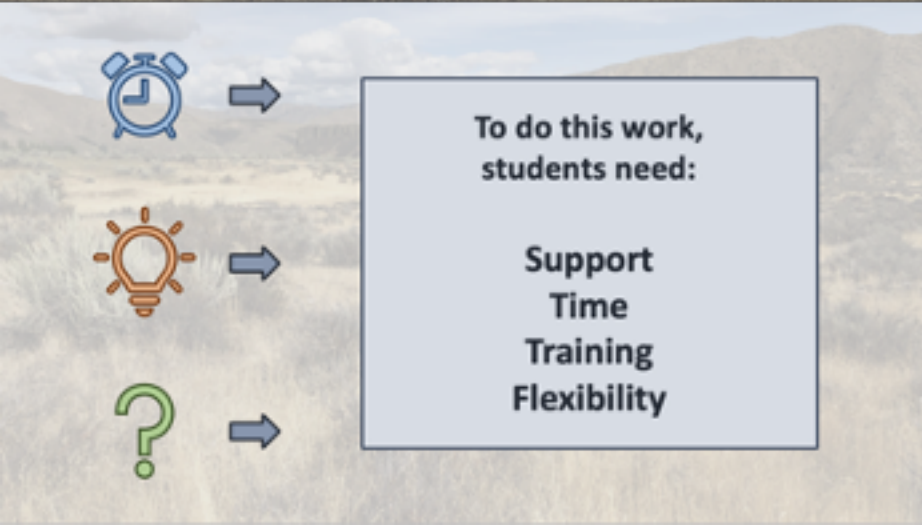 To do this work,
students need:
Support
Time
Training
Flexibility